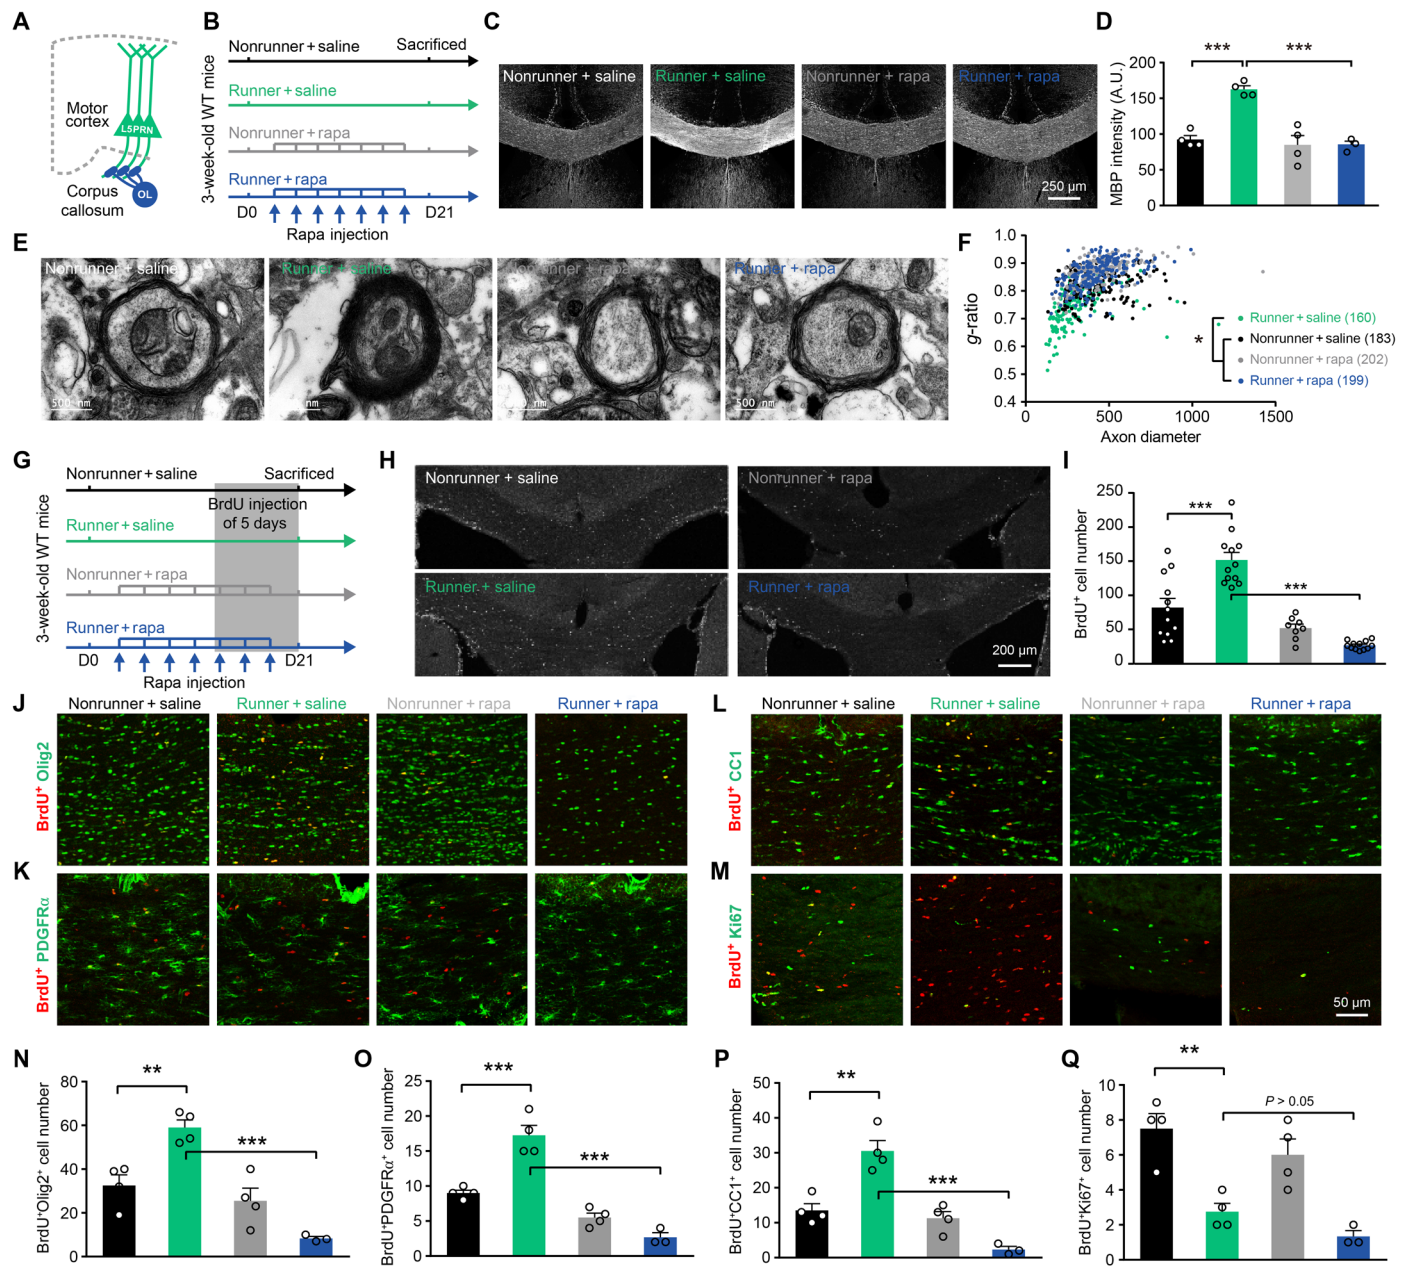 A
Motor
cortex
L5PRN
OL
Corpus
callosum
B
3-week-old WT mice
Nonrunner + saline
Sacrificed
Runner + saline
Nonrunner + rapa
Runner + rapa
D0
D21
Rapa injection
C
Nonrunner + saline
Runner + saline
Nonrunner + rapa
Runner + rapa
250 µm
D
MBP intensity (A.U.)
200
150
100
50
0
***
***
E
Nonrunner + saline
Runner + saline
Nonrunner + rapa
Runner + rapa
500 nm
nm
500 nm
F
g-ratio
1.0
0.9
0.8
0.7
0.6
0.5
0.4
0
500
1000
1500
Axon diameter
*
Runner + saline (160)
Nonrunner + saline (183)
Nonrunner + rapa (202)
Runner + rapa (199)
G
3-week-old WT mice
Nonrunner + saline
Sacrificed
BrdU injection
of 5 days
Runner + saline
Nonrunner + rapa
Runner + rapa
D0
D21
Rapa injection
H
Nonrunner + saline
Nonrunner + rapa
Runner + saline
Runner + rapa
200 µm
I
BrdU⁺ cell number
250
200
150
100
50
0
***
***
J
Nonrunner + saline
Runner + saline
Nonrunner + rapa
Runner + rapa
BrdU⁺ Olig2
K
BrdU⁺ PDGFRα
L
Nonrunner + saline
Runner + saline
Nonrunner + rapa
Runner + rapa
BrdU⁺ CC1
M
BrdU⁺ Ki67
50 µm
N
BrdU⁺Olig2⁺ cell number
80
60
40
20
0
**
***
O
BrdU⁺PDGFRα⁺ cell number
25
20
15
10
5
0
***
***
P
BrdU⁺CC1⁺ cell number
50
40
30
20
10
0
**
***
Q
BrdU⁺Ki67⁺ cell number
10
8
6
4
2
0
**
P > 0.05